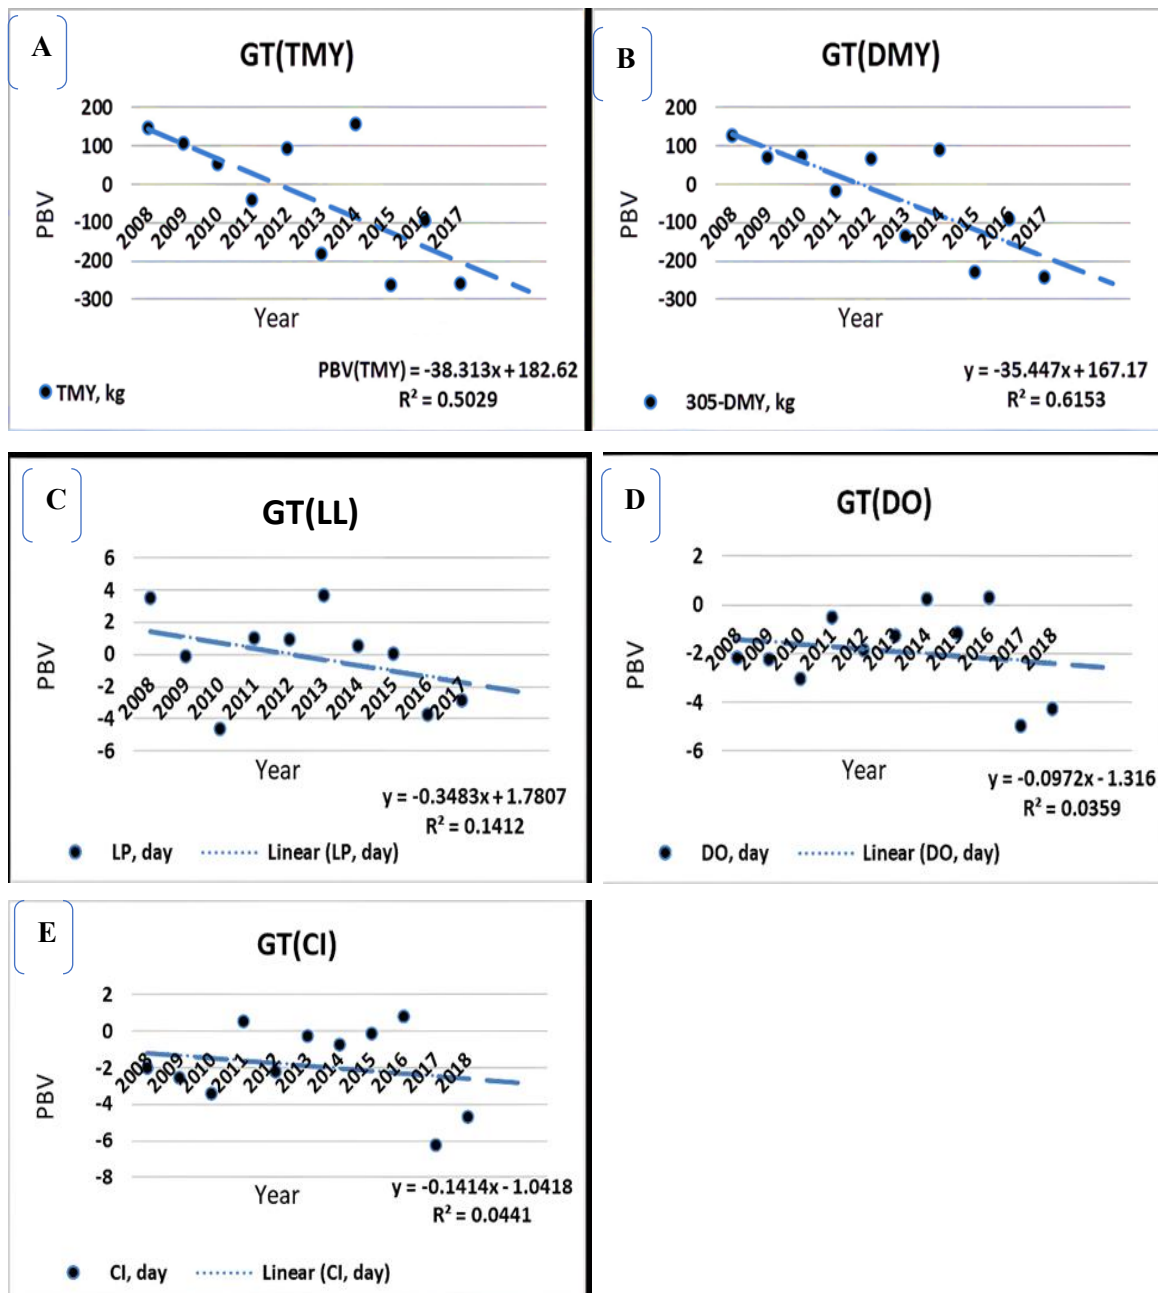 A
GT(TMY)
200
100
0
-100
-200
-300
PBV
2008
2009
2010
2011
2012
2013
2014
2015
2016
2017
Year
PBV(TMY) = -38.313x + 182.62
R² = 0.5029
TMY, kg
B
GT(DMY)
200
100
0
-100
-200
-300
PBV
2008
2009
2010
2011
2012
2013
2014
2015
2016
2017
Year
y = -35.447x + 167.17
R² = 0.6153
305-DMY, kg
C
GT(LL)
6
4
2
0
-2
-4
-6
PBV
2008
2009
2010
2011
2012
2013
2014
2015
2016
2017
Year
y = -0.3483x + 1.7807
R² = 0.1412
LP, day
Linear (LP, day)
D
GT(DO)
2
0
-2
-4
-6
PBV
2008
2009
2010
2011
2012
2013
2014
2015
2016
2017
2018
Year
y = -0.0972x - 1.316
R² = 0.0359
DO, day
Linear (DO, day)
E
GT(CI)
2
0
-2
-4
-6
-8
PBV
2008
2009
2010
2011
2012
2013
2014
2015
2016
2017
2018
Year
y = -0.1414x - 1.0418
R² = 0.0441
CI, day
Linear (CI, day)